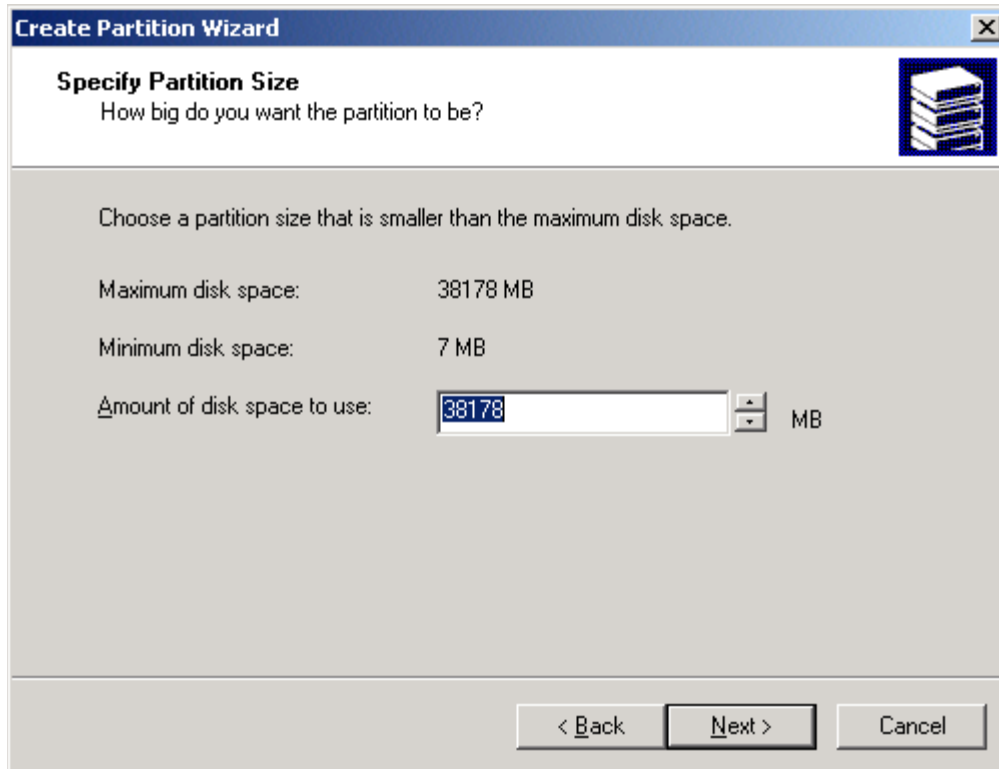 Create Partition Wizard
Specify Partition Size
How big do you want the partition to be?
Choose a partition size that is smaller than the maximum disk space.
Maximum disk space: 38178 MB
Minimum disk space: 7 MB
Amount of disk space to use: 38178 MB
< Back Next > Cancel